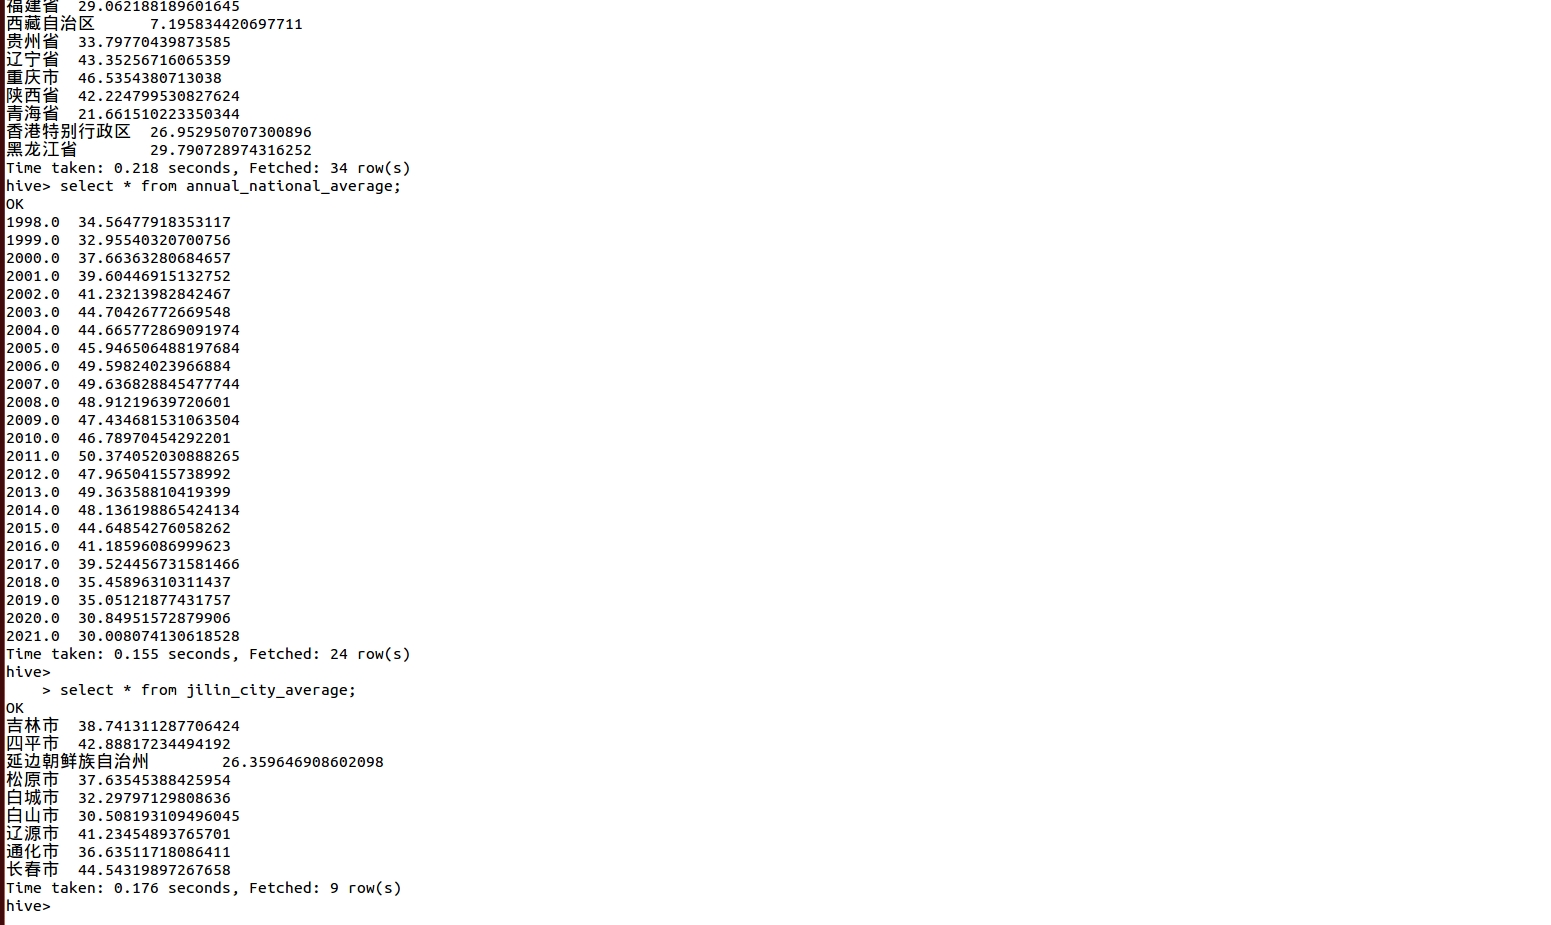 福建省 29.062188189601645
西藏自治区 7.195834420697711
贵州省 33.79770439873585
辽宁省 43.35256716065359
重庆市 46.5354380713038
陕西省 42.224799530827624
青海省 21.661510223350344
香港特别行政区 26.952950707300896
黑龙江省 29.790728974316252
Time taken: 0.218 seconds, Fetched: 34 row(s)
hive> select * from annual_national_average;
OK
1998.0 34.56477918353117
1999.0 32.95540320700756
2000.0 37.66363280684657
2001.0 39.60446915132752
2002.0 41.23213982842467
2003.0 44.70426772669548
2004.0 44.665772869091974
2005.0 45.946506488197684
2006.0 49.59824023966884
2007.0 49.636828845477744
2008.0 48.91219639720601
2009.0 47.434681531063504
2010.0 46.78970454292201
2011.0 50.374052030888265
2012.0 47.96504155738992
2013.0 49.36358810419399
2014.0 48.136198865424134
2015.0 44.64854276058262
2016.0 41.18596086999623
2017.0 39.524456731581466
2018.0 35.45896310311437
2019.0 35.05121877431757
2020.0 30.84951572879906
2021.0 30.008074130618528
Time taken: 0.155 seconds, Fetched: 24 row(s)
hive>
    > select * from jilin_city_average;
OK
吉林市 38.741311287706424
四平市 42.88817234494192
延边朝鲜族自治州 26.359646908602098
松原市 37.63545388425954
白城市 32.29797129808636
白山市 30.508193109496045
辽源市 41.23454893765701
通化市 36.63511718086411
长春市 44.54319897267658
Time taken: 0.176 seconds, Fetched: 9 row(s)
hive>